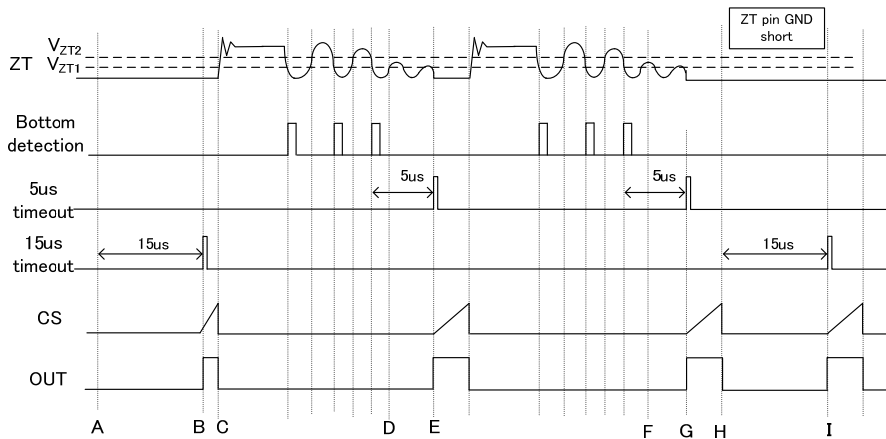 ZT pin GND
short
V_ZT2
ZT V_ZT1
Bottom
detection
5us 5us
5us
timeout
15us
timeout
15us 15us
CS
OUT
A B C D E F G H I